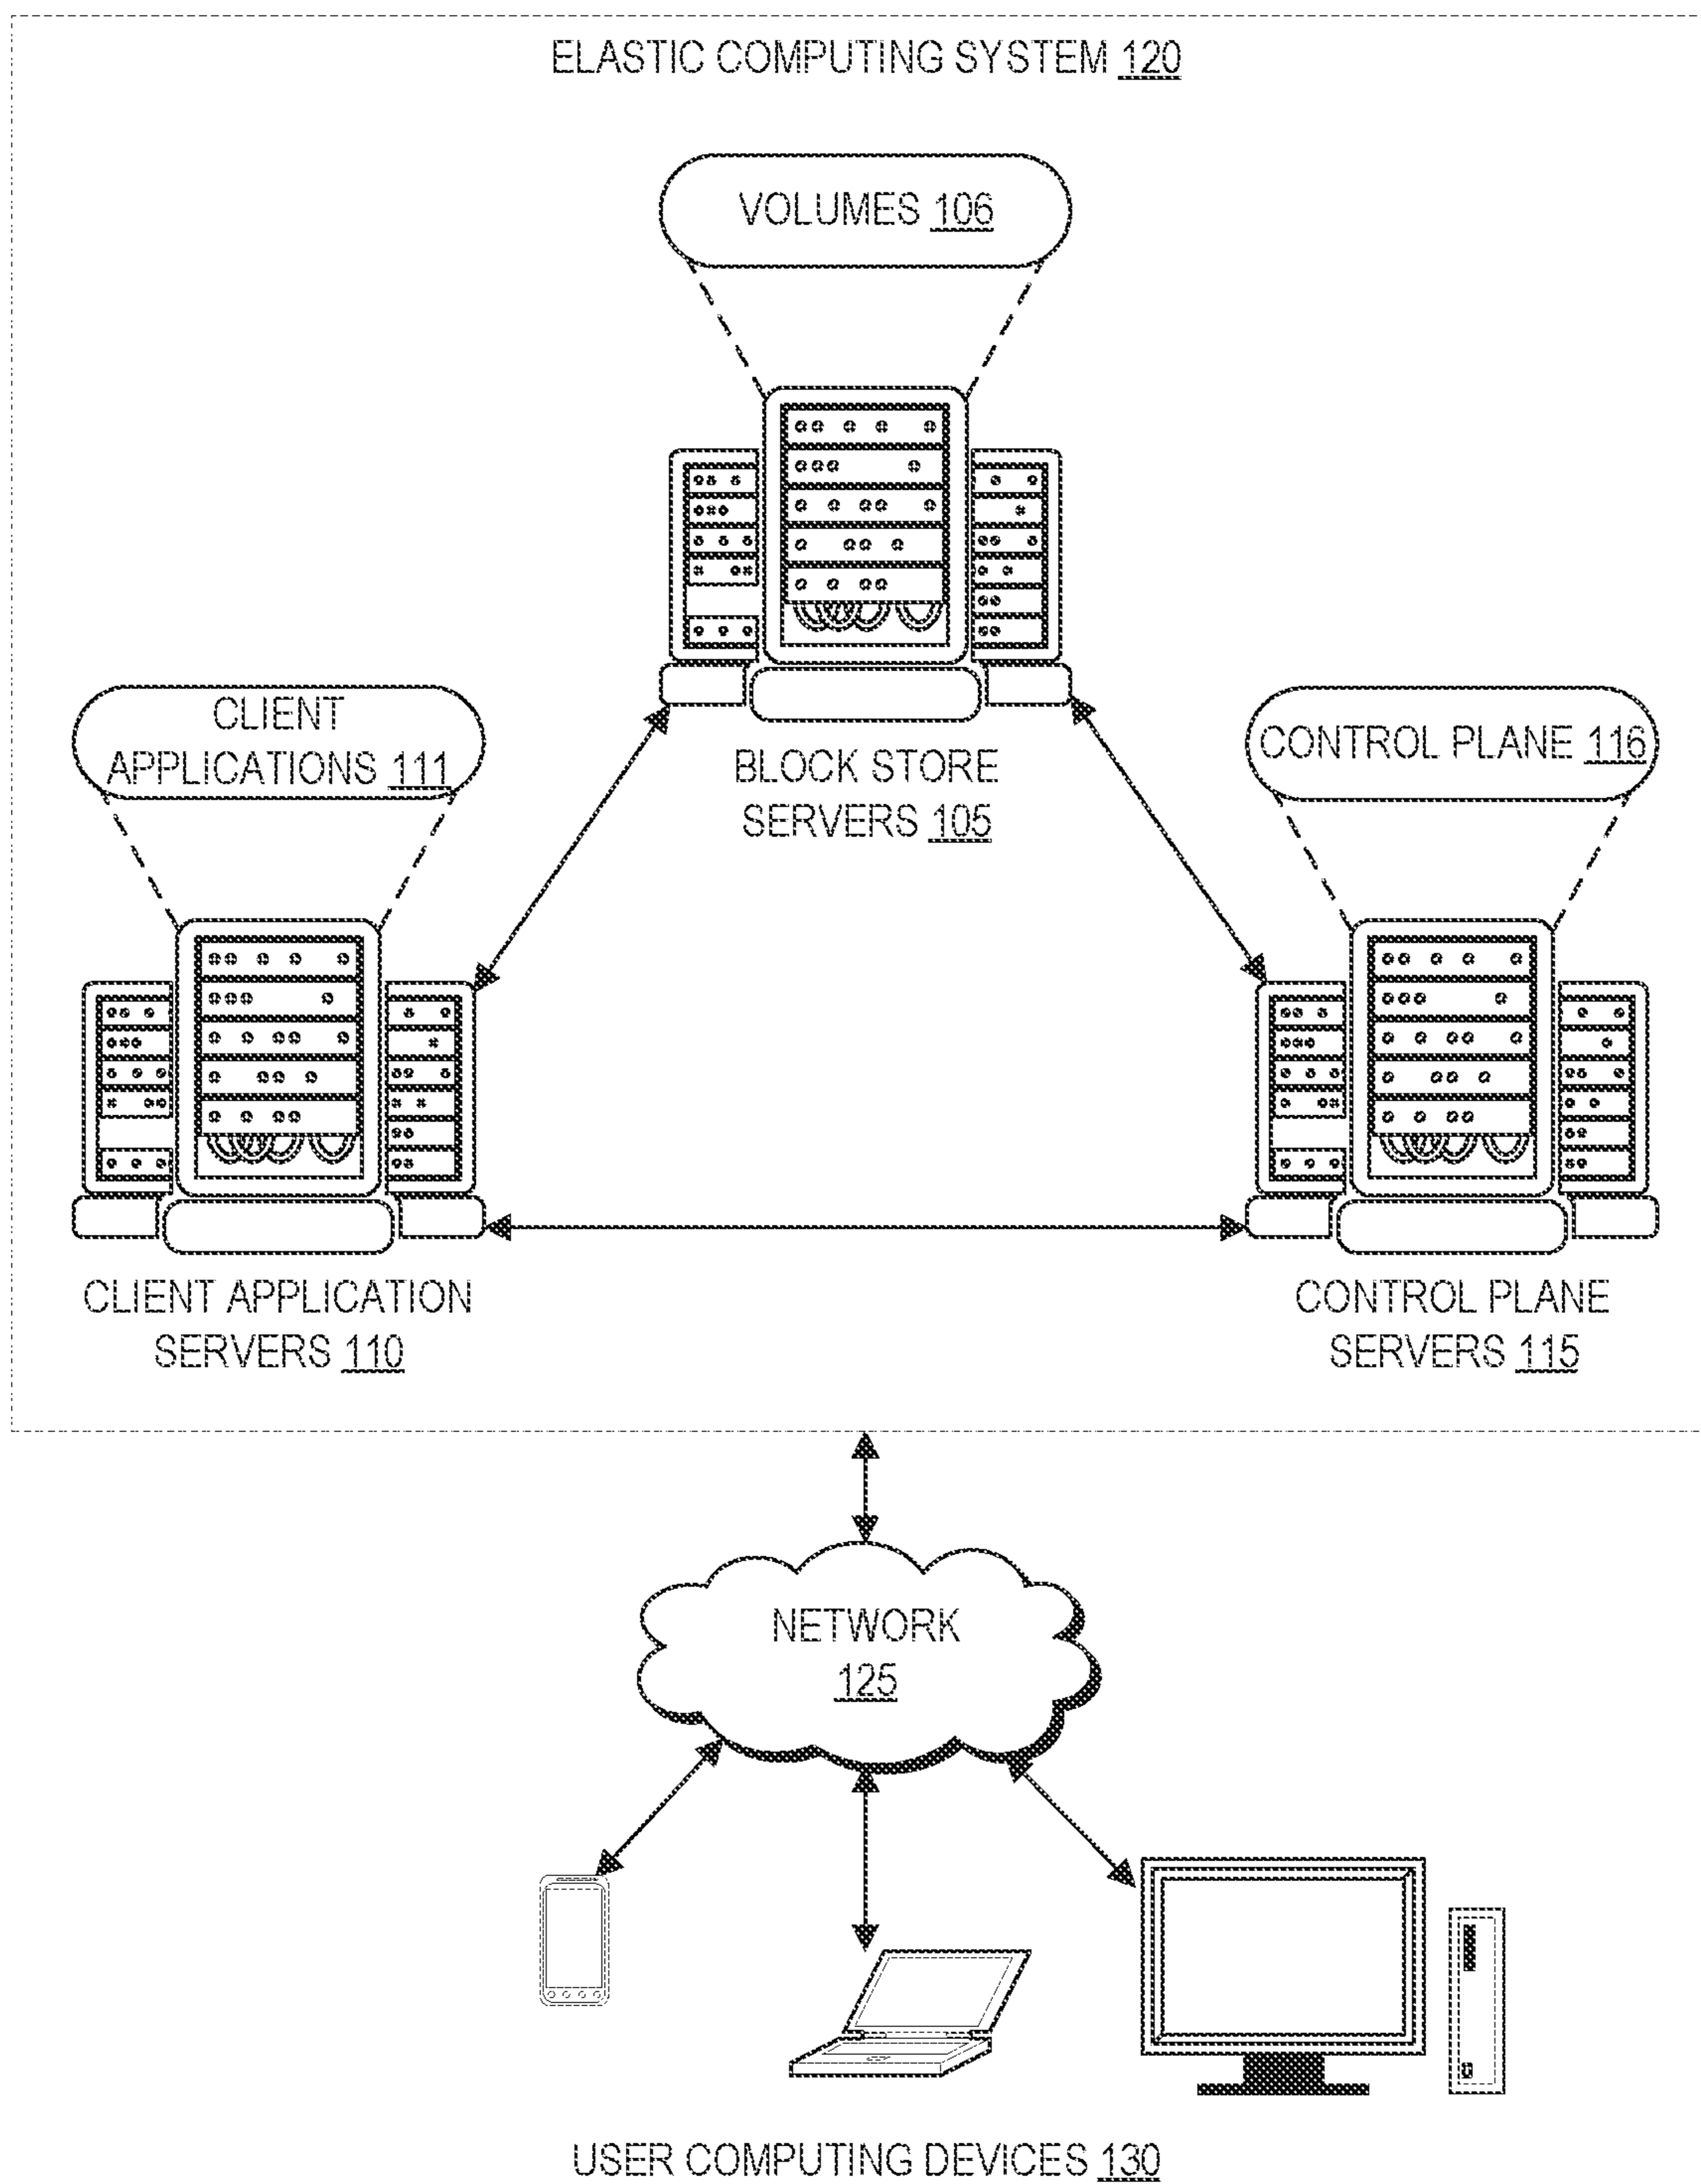 ELASTIC COMPUTING SYSTEM 120
VOLUMES 106
CLIENT
APPLICATIONS 111
BLOCK STORE
SERVERS 105
CONTROL PLANE 116
CLIENT APPLICATION
SERVERS 110
CONTROL PLANE
SERVERS 115
NETWORK
125
USER COMPUTING DEVICES 130